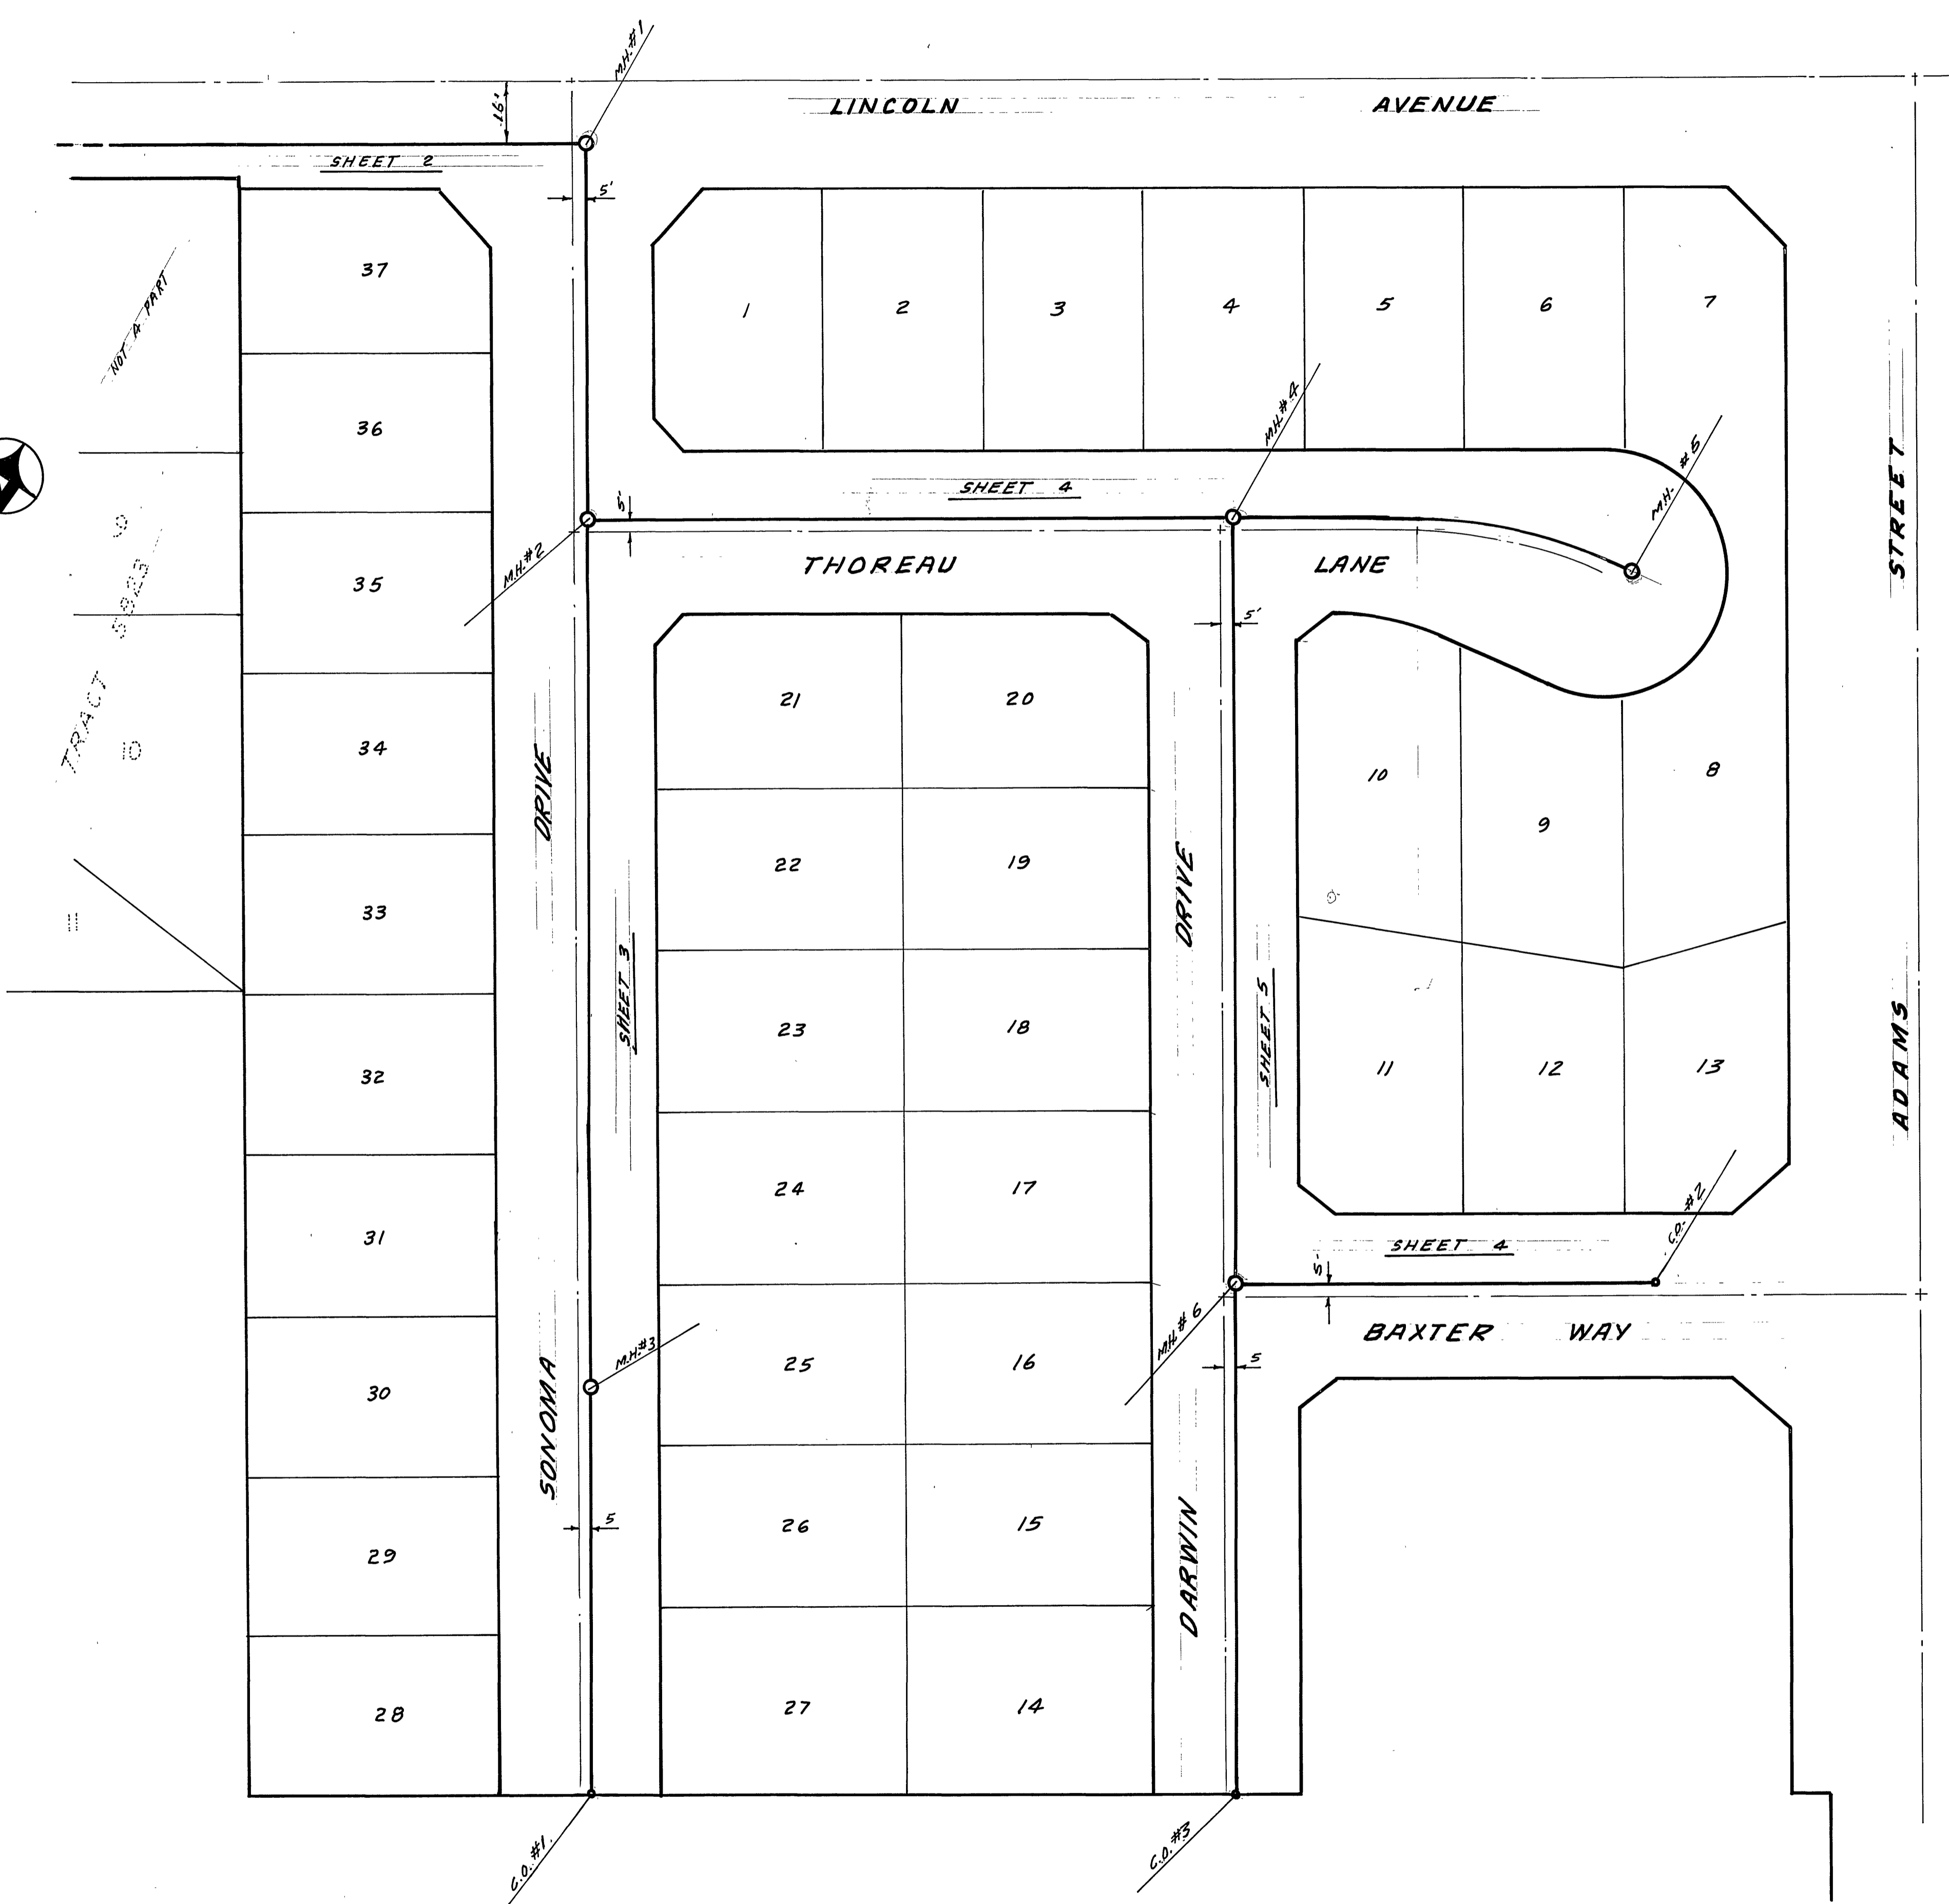 M.H. #1
LINCOLN AVENUE
16'
SHEET 2
5'
37
NOT A PART
1 2 3 4 5 6 7
36
M.H. #4
M.H. #5
SHEET 4
5'
9
M.H. #2
THOREAU LANE
STREET
35
5'
TRACT
21 20
34
10
DRIVE
10
8
9
22 19
DRIVE
33
11
SHEET 3
23 18
SHEET 5
32
11 12 13
ADAMS
24 17
C.O. #2
31
SHEET 4
5'
M.H. #6
BAXTER WAY
M.H. #3
25 16
5
30
SONOMA
5
26 15
29
DARWIN
27 14
28
C.O. #1.
C.O. #3